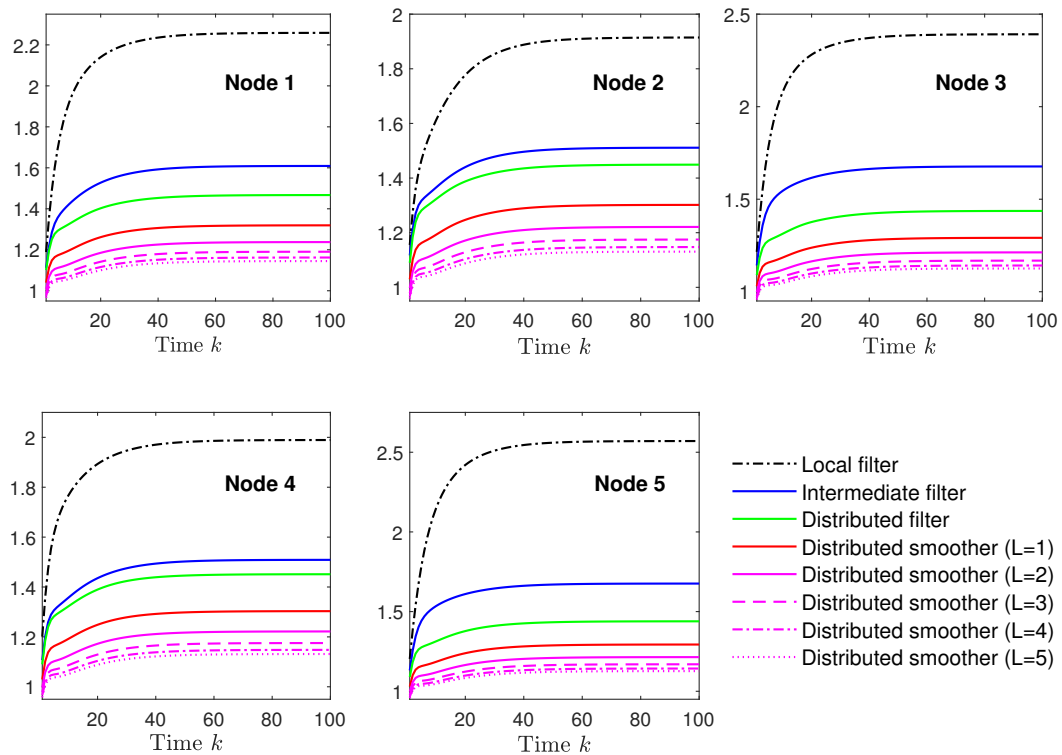 2.2
2
1.8
1.6
1.4
1.2
1
20 40 60 80 100
Time k
Node 1
2
1.8
1.6
1.4
1.2
1
20 40 60 80 100
Time k
Node 2
2.5
2
1.5
1
20 40 60 80 100
Time k
Node 3
2
1.8
1.6
1.4
1.2
1
20 40 60 80 100
Time k
Node 4
2.5
2
1.5
1
20 40 60 80 100
Time k
Node 5
Local filter
Intermediate filter
Distributed filter
Distributed smoother (L=1)
Distributed smoother (L=2)
Distributed smoother (L=3)
Distributed smoother (L=4)
Distributed smoother (L=5)